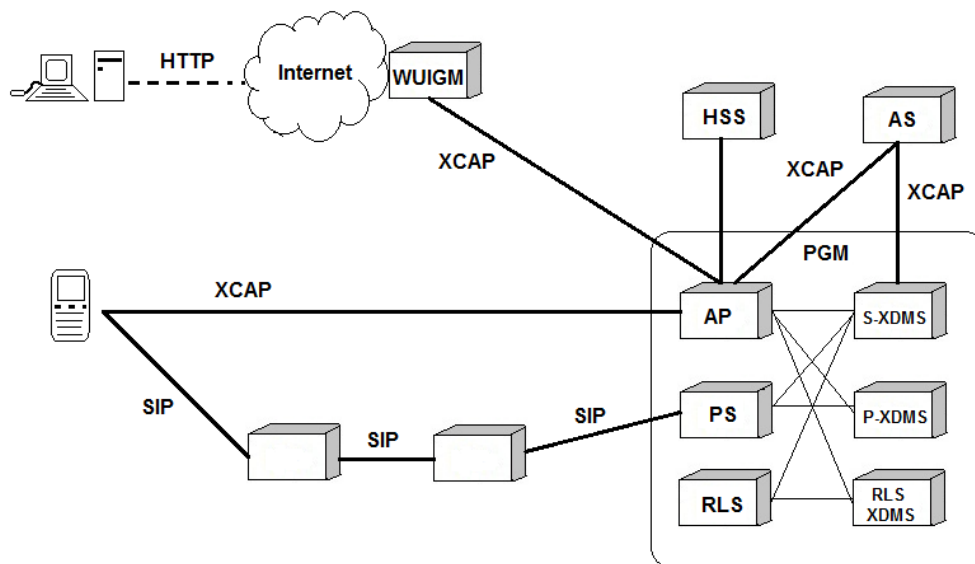 HTTP
Internet
WUIGM
HSS
AS
XCAP
XCAP
XCAP
PGM
XCAP
AP
S-XDMS
SIP
SIP
SIP
PS
P-XDMS
RLS
RLS
XDMS